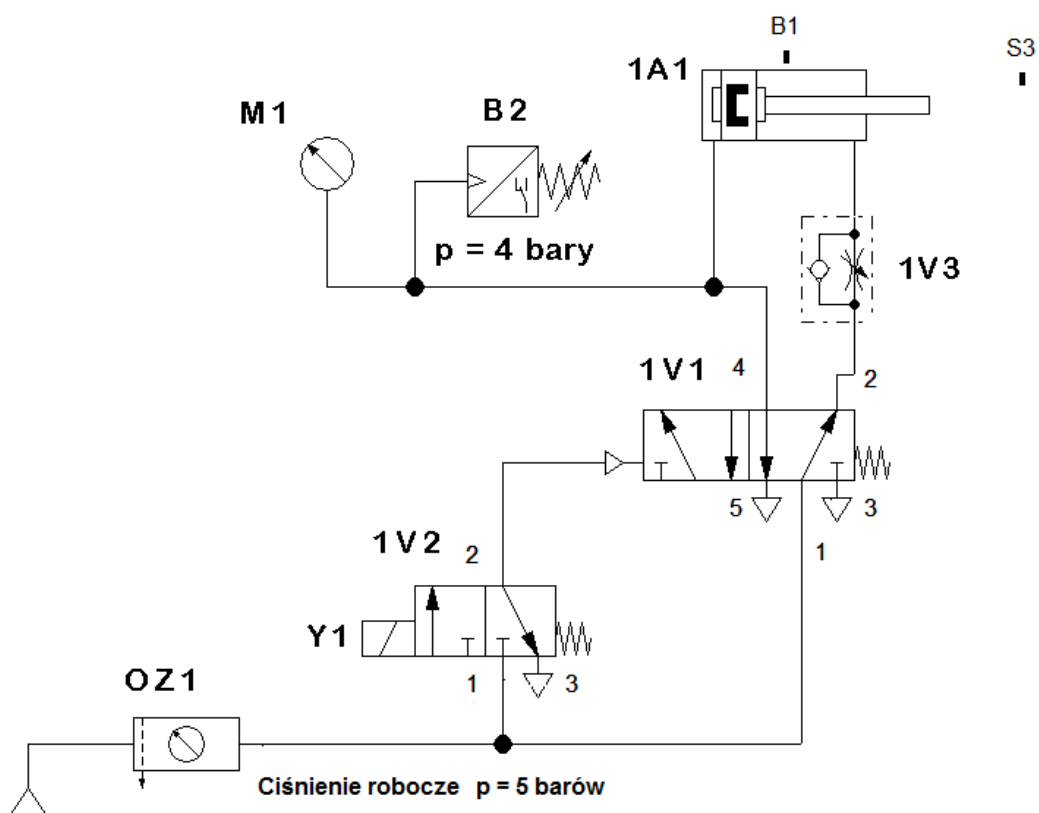 B1
S3
1A1
M1
B2
p = 4 bary
1V3
1V1
4
2
5
3
1V2
2
1
Y1
1
3
OZ1
Ciśnienie robocze p = 5 barów